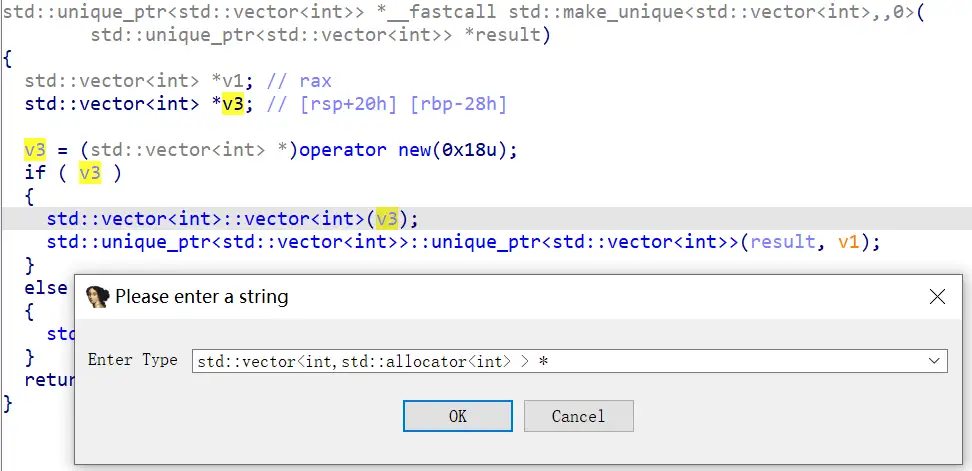 std::unique_ptr<std::vector<int>> *__fastcall std::make_unique<std::vector<int>,,0>(
        std::unique_ptr<std::vector<int>> *result)
{
  std::vector<int> *v1; // rax
  std::vector<int> *v3; // [rsp+20h] [rbp-28h]

  v3 = (std::vector<int> *)operator new(0x18u);
  if ( v3 )
  {
    std::vector<int>::vector<int>(v3);
    std::unique_ptr<std::vector<int>>::unique_ptr<std::vector<int>>(result, v1);
  }
  else
  {
    std
  }
  retur
}
Please enter a string
Enter Type std::vector<int,std::allocator<int> > *
OK Cancel